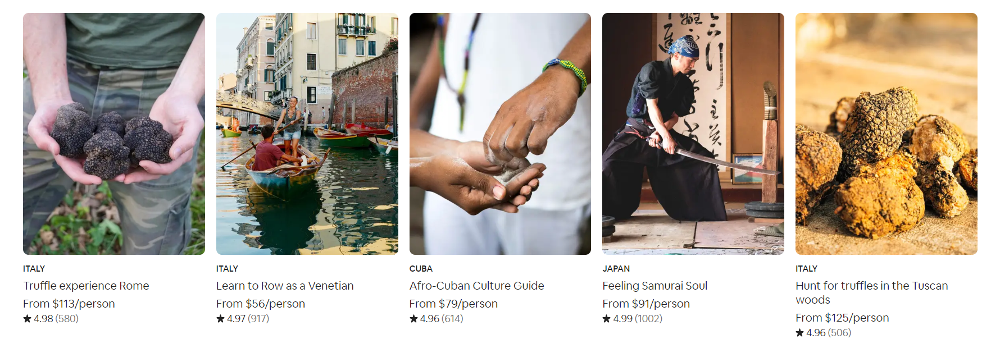 ITALY
Truffle experience Rome
From $113/person
★ 4.98 (580)
ITALY
Learn to Row as a Venetian
From $56/person
★ 4.97 (917)
CUBA
Afro-Cuban Culture Guide
From $79/person
★ 4.96 (614)
JAPAN
Feeling Samurai Soul
From $91/person
★ 4.99 (1002)
ITALY
Hunt for truffles in the Tuscan
woods
From $125/person
★ 4.96 (506)